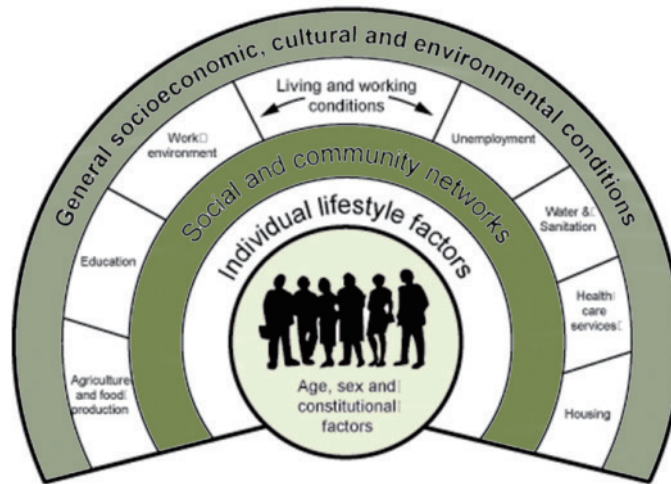 General socioeconomic, cultural and environmental conditions
Living and working
conditions
Work
environment
Unemployment
Education
Water &
Sanitation
Agriculture
and food
production
Health
care
services
Housing
Social and community networks
Individual lifestyle factors
Age, sex and
constitutional
factors